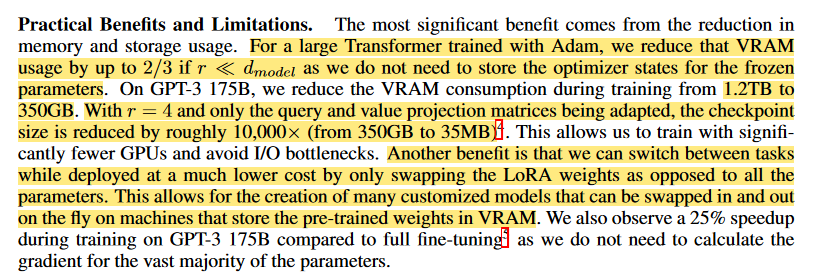 Practical Benefits and Limitations. The most significant benefit comes from the reduction in
memory and storage usage. For a large Transformer trained with Adam, we reduce that VRAM
usage by up to 2/3 if r ≪ d_model as we do not need to store the optimizer states for the frozen
parameters. On GPT-3 175B, we reduce the VRAM consumption during training from 1.2TB to
350GB. With r = 4 and only the query and value projection matrices being adapted, the checkpoint
size is reduced by roughly 10,000× (from 350GB to 35MB)⁴. This allows us to train with signifi-
cantly fewer GPUs and avoid I/O bottlenecks. Another benefit is that we can switch between tasks
while deployed at a much lower cost by only swapping the LoRA weights as opposed to all the
parameters. This allows for the creation of many customized models that can be swapped in and out
on the fly on machines that store the pre-trained weights in VRAM. We also observe a 25% speedup
during training on GPT-3 175B compared to full fine-tuning⁵ as we do not need to calculate the
gradient for the vast majority of the parameters.